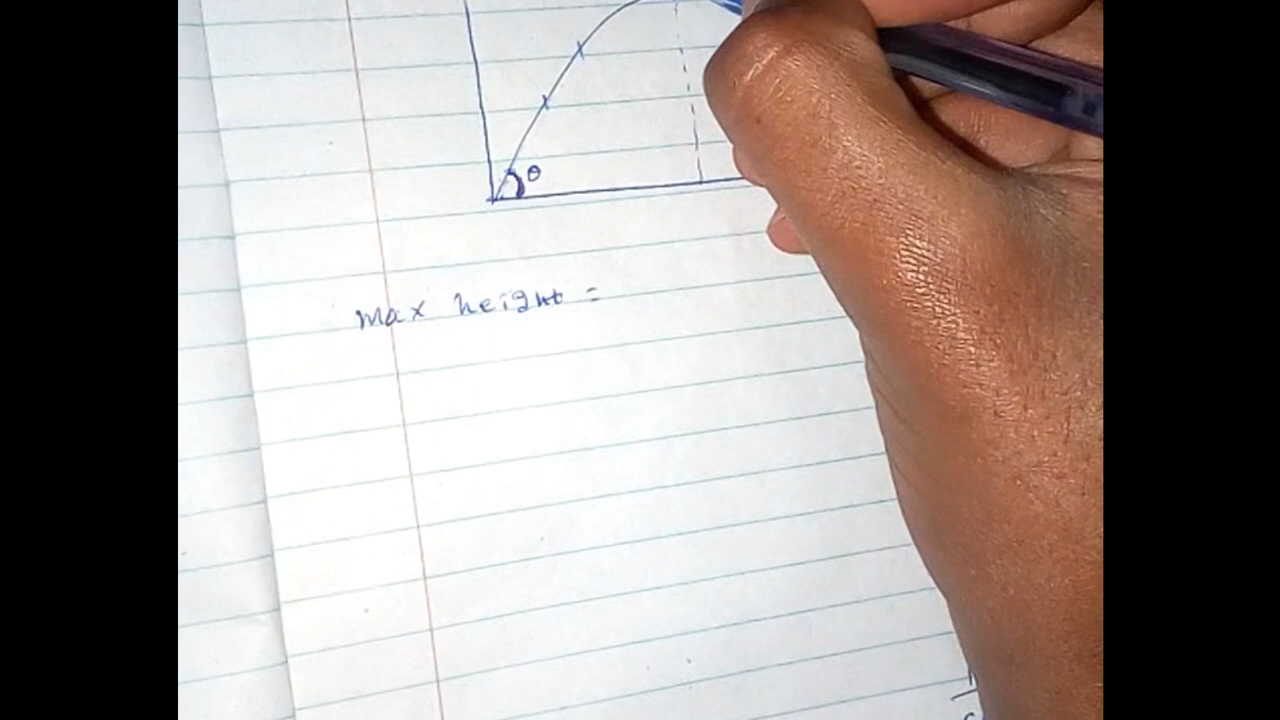 θ
max height =